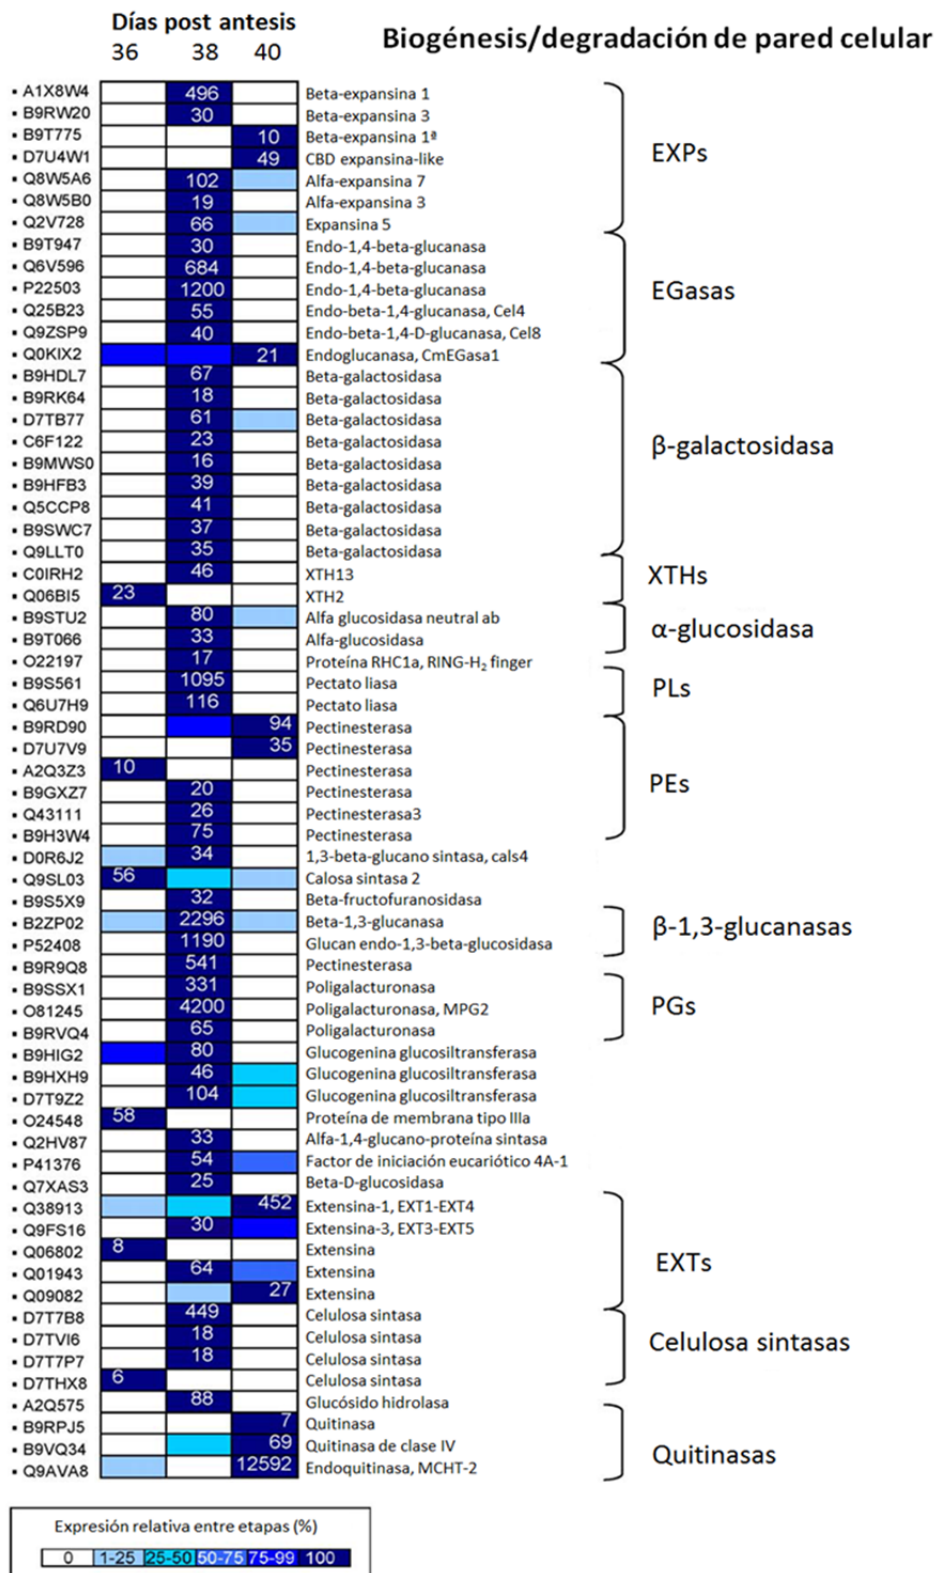 Días post antesis
36 38 40
Biogénesis/degradación de pared celular
▪ A1X8W4 496 Beta-expansina 1
▪ B9RW20 30 Beta-expansina 3
▪ B9T775 10 Beta-expansina 1ª
▪ D7U4W1 49 CBD expansina-like
EXPs
▪ Q8W5A6 102 Alfa-expansina 7
▪ Q8W5B0 19 Alfa-expansina 3
▪ Q2V728 66 Expansina 5
▪ B9T947 30 Endo-1,4-beta-glucanasa
▪ Q6V596 684 Endo-1,4-beta-glucanasa
▪ P22503 1200 Endo-1,4-beta-glucanasa
EGasas
▪ Q25B23 55 Endo-beta-1,4-glucanasa, Cel4
▪ Q9ZSP9 40 Endo-beta-1,4-D-glucanasa, Cel8
▪ Q0KIX2 21 Endoglucanasa, CmEGasa1
▪ B9HDL7 67 Beta-galactosidasa
▪ B9RK64 18 Beta-galactosidasa
▪ D7TB77 61 Beta-galactosidasa
▪ C6F122 23 Beta-galactosidasa
β-galactosidasa
▪ B9MWS0 16 Beta-galactosidasa
▪ B9HFB3 39 Beta-galactosidasa
▪ Q5CCP8 41 Beta-galactosidasa
▪ B9SWC7 37 Beta-galactosidasa
▪ Q9LLT0 35 Beta-galactosidasa
▪ C0IRH2 46 XTH13
XTHs
▪ Q06BI5 23 XTH2
▪ B9STU2 80 Alfa glucosidasa neutral ab
α-glucosidasa
▪ B9T066 33 Alfa-glucosidasa
▪ O22197 17 Proteína RHC1a, RING-H₂ finger
▪ B9S561 1095 Pectato liasa
PLs
▪ Q6U7H9 116 Pectato liasa
▪ B9RD90 94 Pectinesterasa
▪ D7U7V9 35 Pectinesterasa
▪ A2Q3Z3 10 Pectinesterasa
PEs
▪ B9GXZ7 20 Pectinesterasa
▪ Q43111 26 Pectinesterasa3
▪ B9H3W4 75 Pectinesterasa
▪ D0R6J2 34 1,3-beta-glucano sintasa, cals4
▪ Q9SL03 56 Calosa sintasa 2
▪ B9S5X9 32 Beta-fructofuranosidasa
▪ B2ZP02 2296 Beta-1,3-glucanasa
β-1,3-glucanasas
▪ P52408 1190 Glucan endo-1,3-beta-glucosidasa
▪ B9R9Q8 541 Pectinesterasa
▪ B9SSX1 331 Poligalacturonasa
▪ O81245 4200 Poligalacturonasa, MPG2
PGs
▪ B9RVQ4 65 Poligalacturonasa
▪ B9HIG2 80 Glucogenina glucosiltransferasa
▪ B9HXH9 46 Glucogenina glucosiltransferasa
▪ D7T9Z2 104 Glucogenina glucosiltransferasa
▪ O24548 58 Proteína de membrana tipo IIIa
▪ Q2HV87 33 Alfa-1,4-glucano-proteína sintasa
▪ P41376 54 Factor de iniciación eucariótico 4A-1
▪ Q7XAS3 25 Beta-D-glucosidasa
▪ Q38913 452 Extensina-1, EXT1-EXT4
▪ Q9FS16 30 Extensina-3, EXT3-EXT5
▪ Q06802 8 Extensina
EXTs
▪ Q01943 64 Extensina
▪ Q09082 27 Extensina
▪ D7T7B8 449 Celulosa sintasa
▪ D7TVI6 18 Celulosa sintasa
Celulosa sintasas
▪ D7T7P7 18 Celulosa sintasa
▪ D7THX8 6 Celulosa sintasa
▪ A2Q575 88 Glucósido hidrolasa
▪ B9RPJ5 7 Quitinasa
▪ B9VQ34 69 Quitinasa de clase IV
Quitinasas
▪ Q9AVA8 12592 Endoquitinasa, MCHT-2
Expresión relativa entre etapas (%)
0 1-25 25-50 50-75 75-99 100